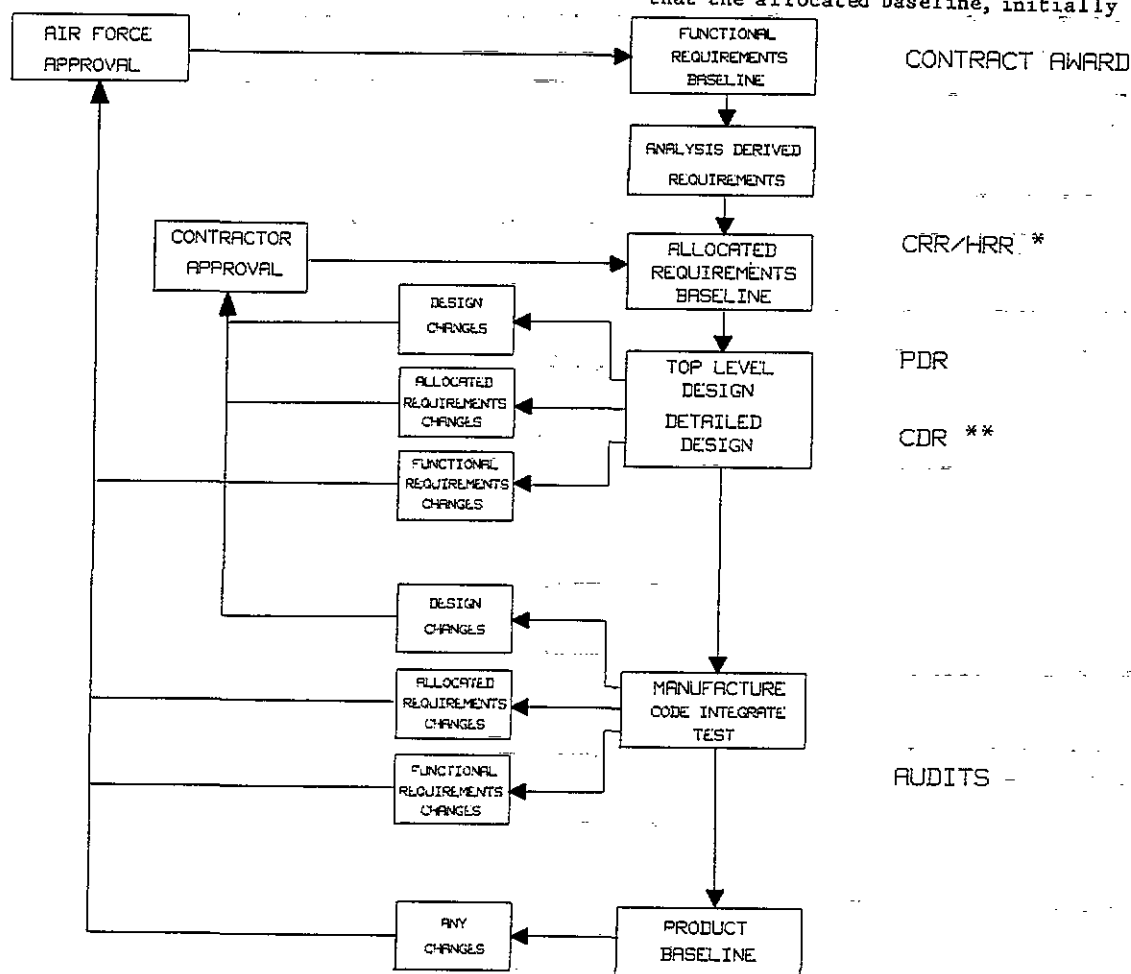 that the allocated baseline, initially
AIR FORCE
APPROVAL
FUNCTIONAL
REQUIREMENTS
BASELINE
CONTRACT AWARD
ANALYSIS DERIVED
REQUIREMENTS
CONTRACTOR
APPROVAL
ALLOCATED
REQUIREMENTS
BASELINE
CRR/HRR *
DESIGN
CHANGES
TOP LEVEL
DESIGN
DETAILED
DESIGN
PDR
ALLOCATED
REQUIREMENTS
CHANGES
CDR **
FUNCTIONAL
REQUIREMENTS
CHANGES
DESIGN
CHANGES
ALLOCATED
REQUIREMENTS
CHANGES
MANUFACTURE
CODE INTEGRATE
TEST
FUNCTIONAL
REQUIREMENTS
CHANGES
AUDITS
ANY
CHANGES
PRODUCT
BASELINE